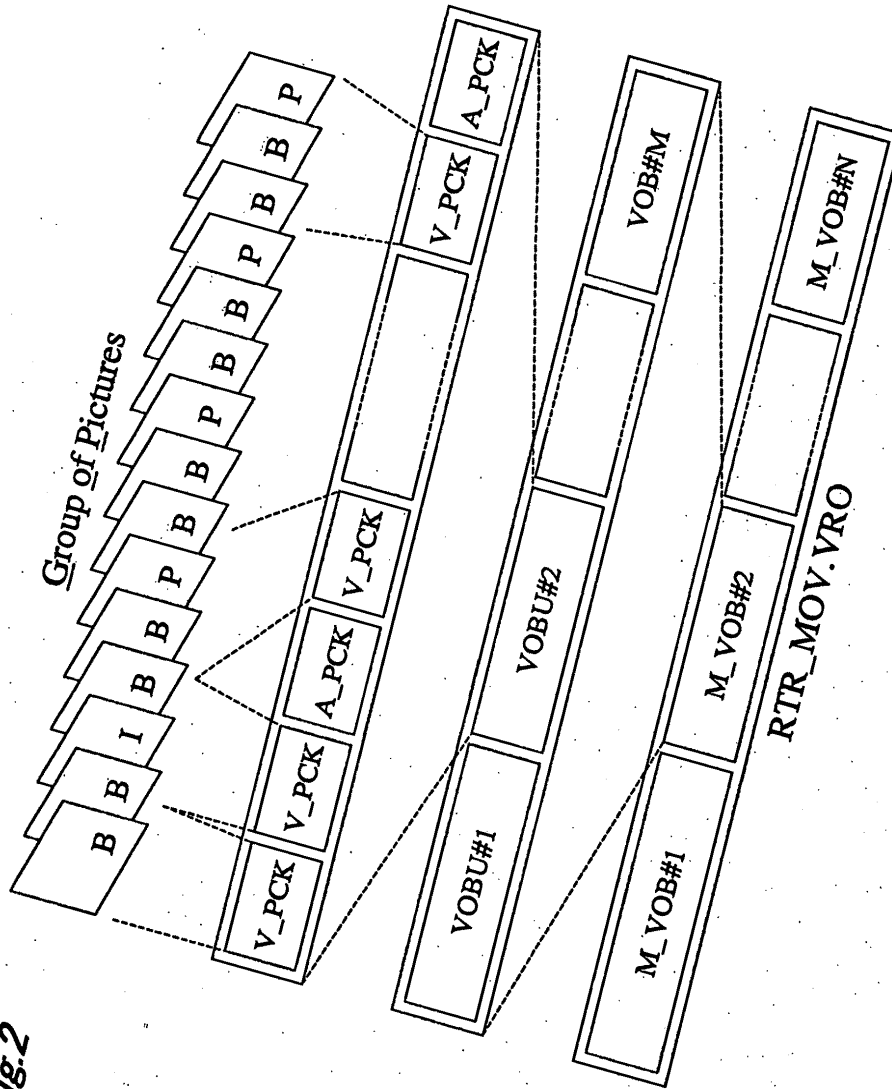 ig.2
Group of Pictures
B B I B B P B B P B B P B B P
V_PCK V_PCK A_PCK V_PCK V_PCK A_PCK
VOBU#1 VOBU#2 VOB#M
M_VOB#1 M_VOB#2 M_VOB#N
RTR_MOV.VRO